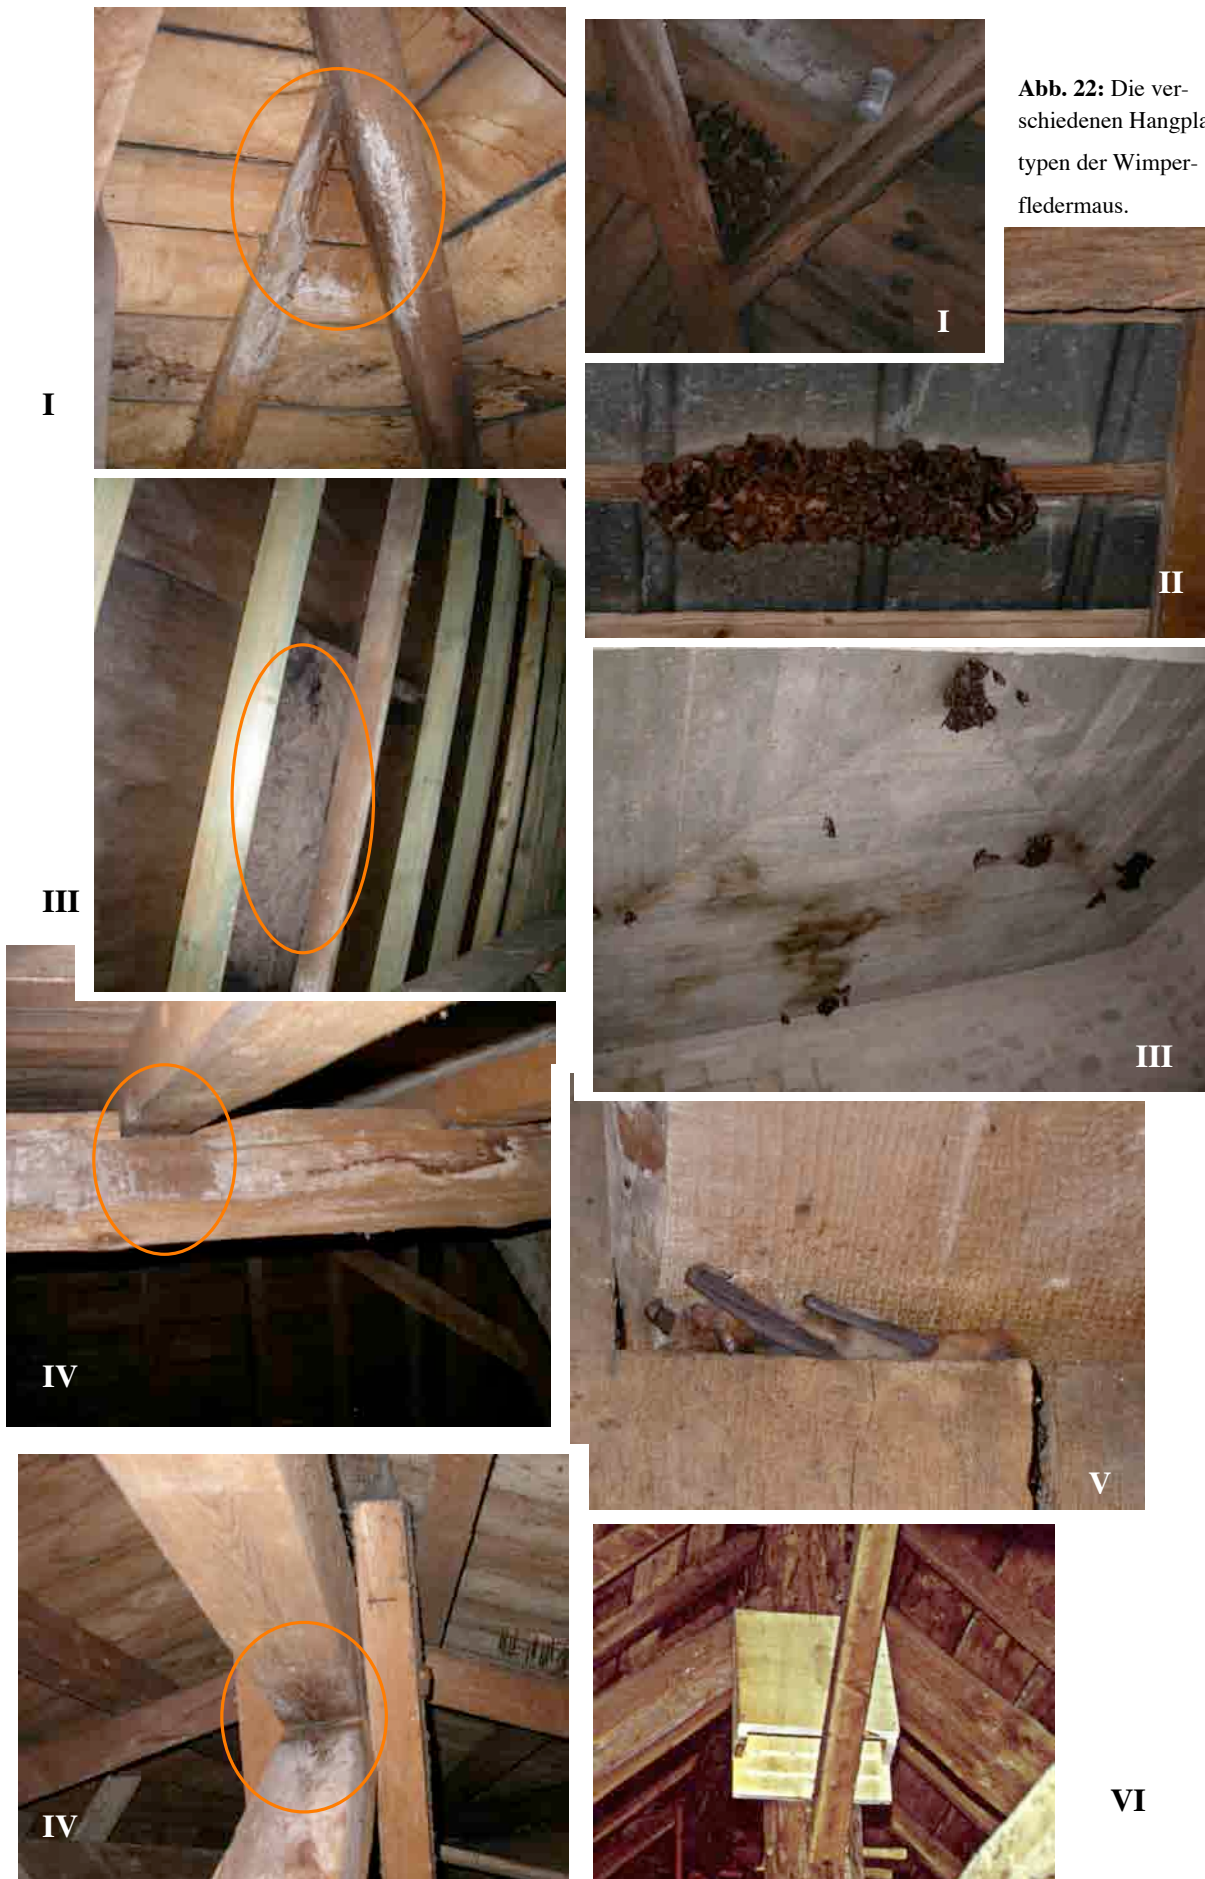 Abb. 22: Die ver-
schiedenen Hangpla
typen der Wimper-
fledermaus.
I
I
II
III
III
IV
V
IV
VI